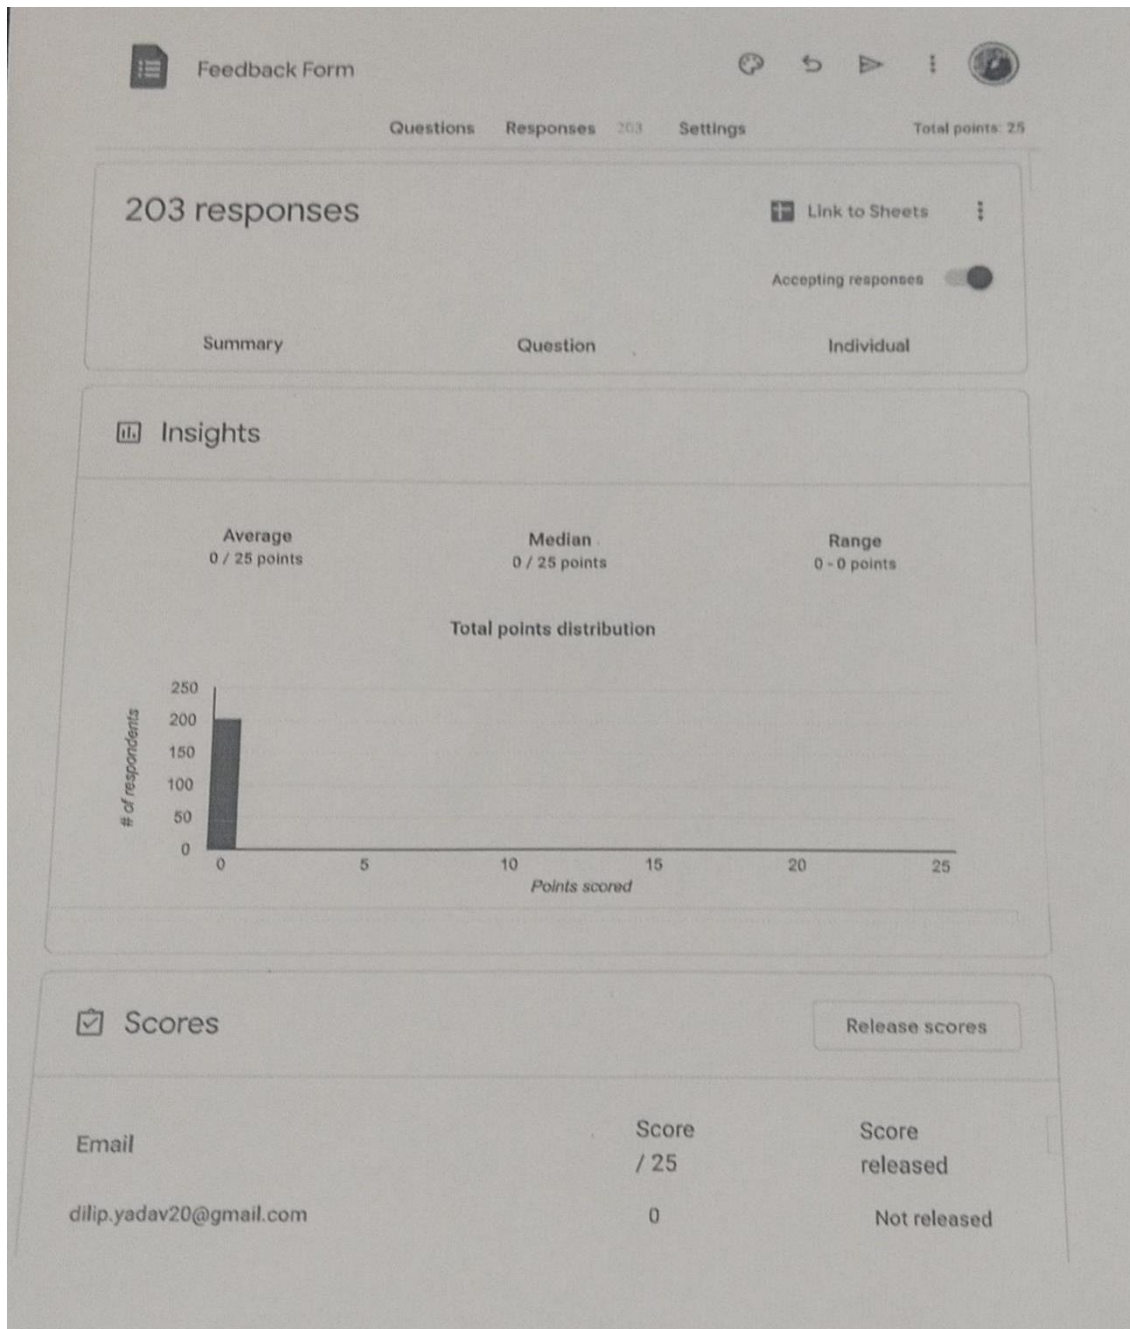 Feedback Form
Questions Responses 203 Settings Total points: 25
203 responses
Link to Sheets
Accepting responses
Summary Question Individual
Insights
Average Median Range
0 / 25 points 0 / 25 points 0 - 0 points
Total points distribution
# of respondents
250
200
150
100
50
0
0 5 10 15 20 25
Points scored
Scores Release scores
Email Score / 25 Score released
dilip.yadav20@gmail.com 0 Not released